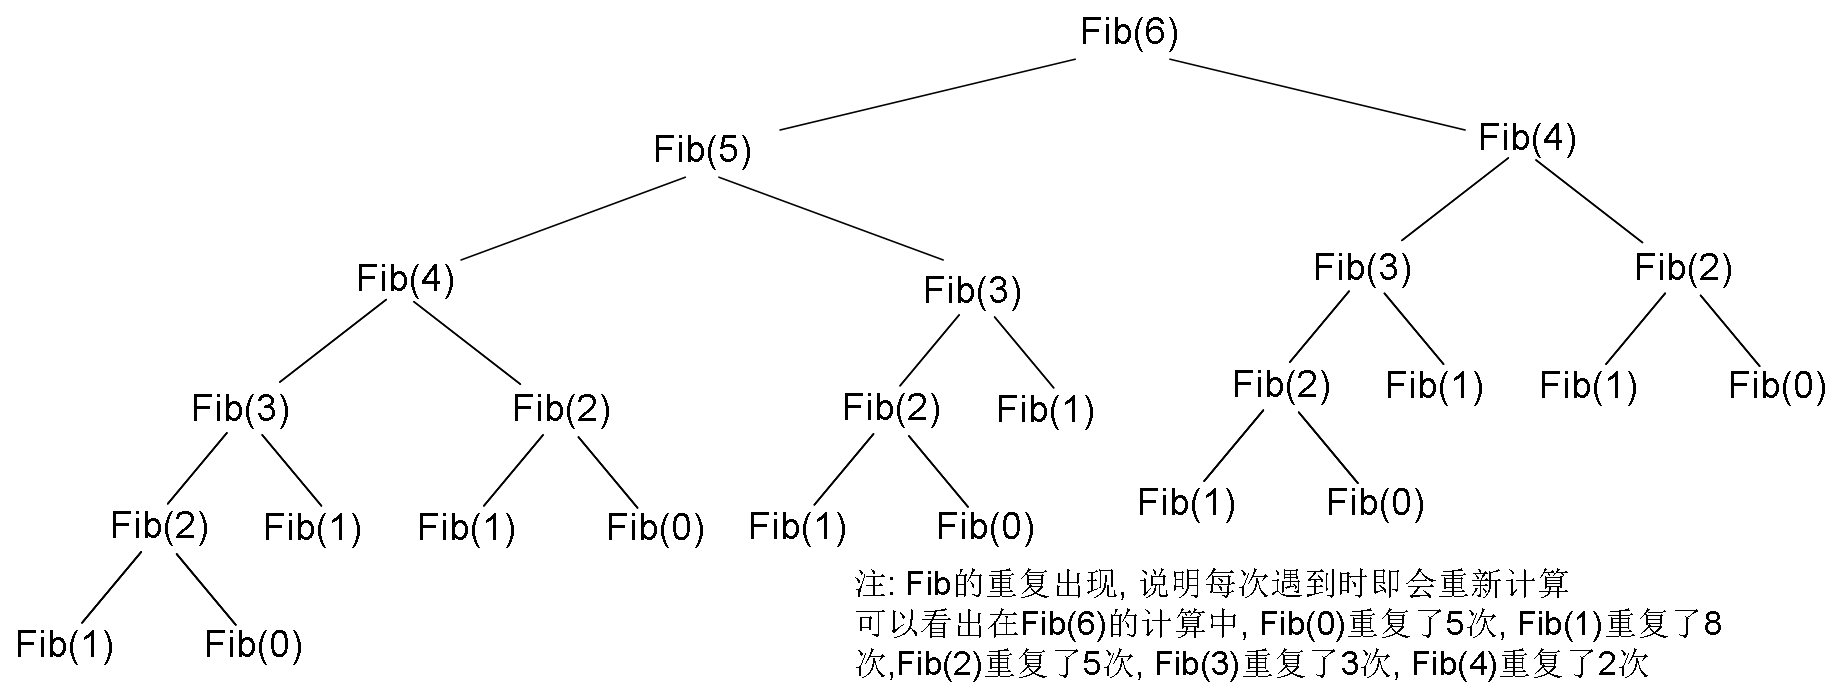 Fib(6)
Fib(5) Fib(4)
Fib(4) Fib(3) Fib(3) Fib(2)
Fib(3) Fib(2) Fib(2) Fib(1) Fib(2) Fib(1) Fib(1) Fib(0)
Fib(2) Fib(1) Fib(1) Fib(0) Fib(1) Fib(0) Fib(1) Fib(0)
Fib(1) Fib(0)
注: Fib的重复出现, 说明每次遇到时即会重新计算
可以看出在Fib(6)的计算中, Fib(0)重复了5次, Fib(1)重复了8
次,Fib(2)重复了5次, Fib(3)重复了3次, Fib(4)重复了2次